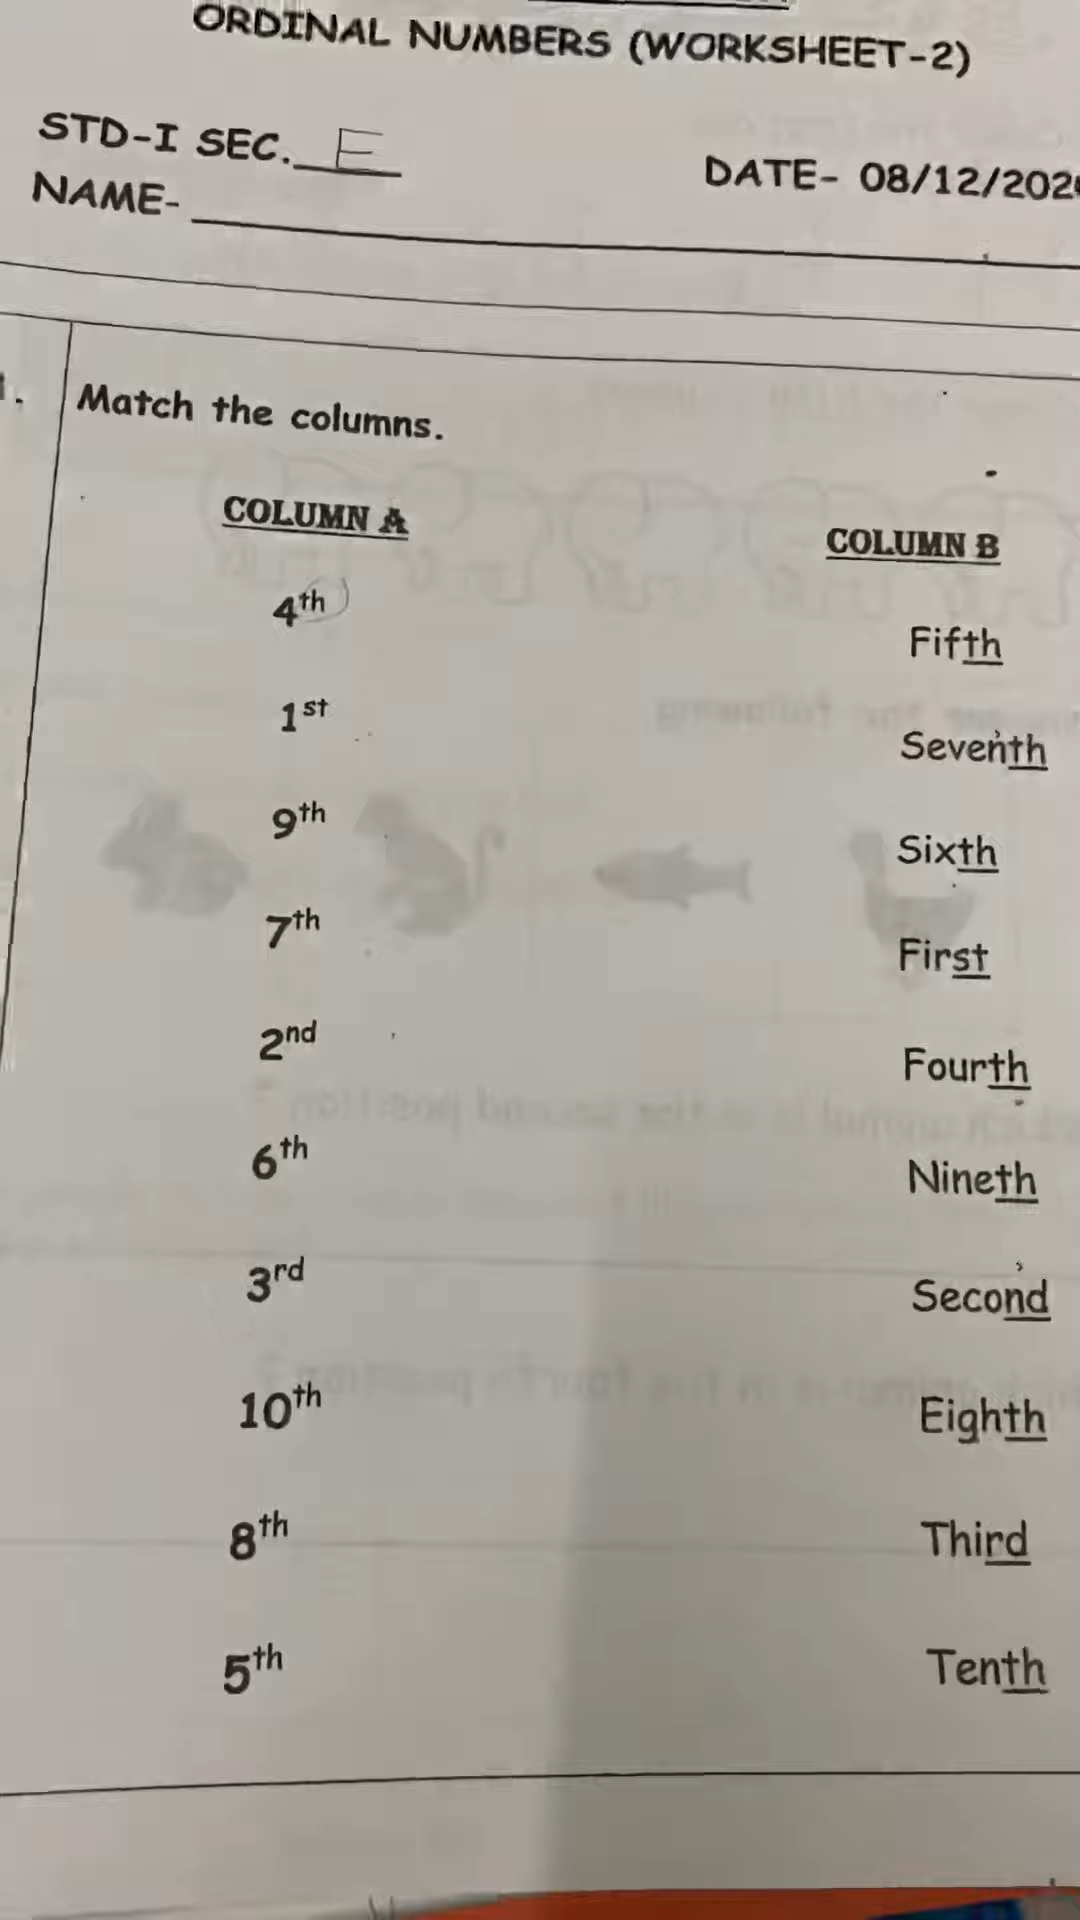 ORDINAL NUMBERS (WORKSHEET-2)
STD-I SEC. E
DATE- 08/12/202
NAME-
1. Match the columns.
COLUMN A COLUMN B
4th Fifth
1st Seventh
9th Sixth
7th First
2nd Fourth
6th Nineth
3rd Second
10th Eighth
8th Third
5th Tenth